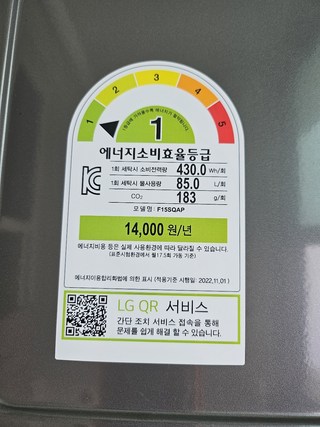 1 2 3 4 5
1
에너지소비효율등급
1회 세탁시 소비전력량 430.0 Wh/회
1회 세탁시 물사용량 85.0 L/회
CO₂ 183 g/회
모델명 : F15SQAP
14,000 원/년
에너지비용 등은 실제 사용환경에 따라 달라질 수 있습니다.
(표준시험환경에서 월17.5회 가동 기준)
에너지이용합리화법에 의한 표시 (적용기준 시행일: 2022.11.01)
LG QR 서비스
간단 조치 서비스 접속을 통해
문제를 쉽게 해결 할 수 있습니다.